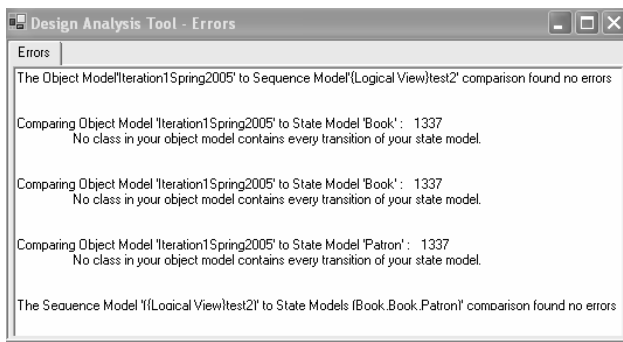 Design Analysis Tool - Errors
Errors
The Object Model'Iteration1Spring2005' to Sequence Model'{Logical View}test2' comparison found no errors
Comparing Object Model 'Iteration1Spring2005' to State Model 'Book' : 1337
No class in your object model contains every transition of your state model.
Comparing Object Model 'Iteration1Spring2005' to State Model 'Book' : 1337
No class in your object model contains every transition of your state model.
Comparing Object Model 'Iteration1Spring2005' to State Model 'Patron' : 1337
No class in your object model contains every transition of your state model.
The Sequence Model '({Logical View}test2)' to State Models (Book,Book,Patron)' comparison found no errors